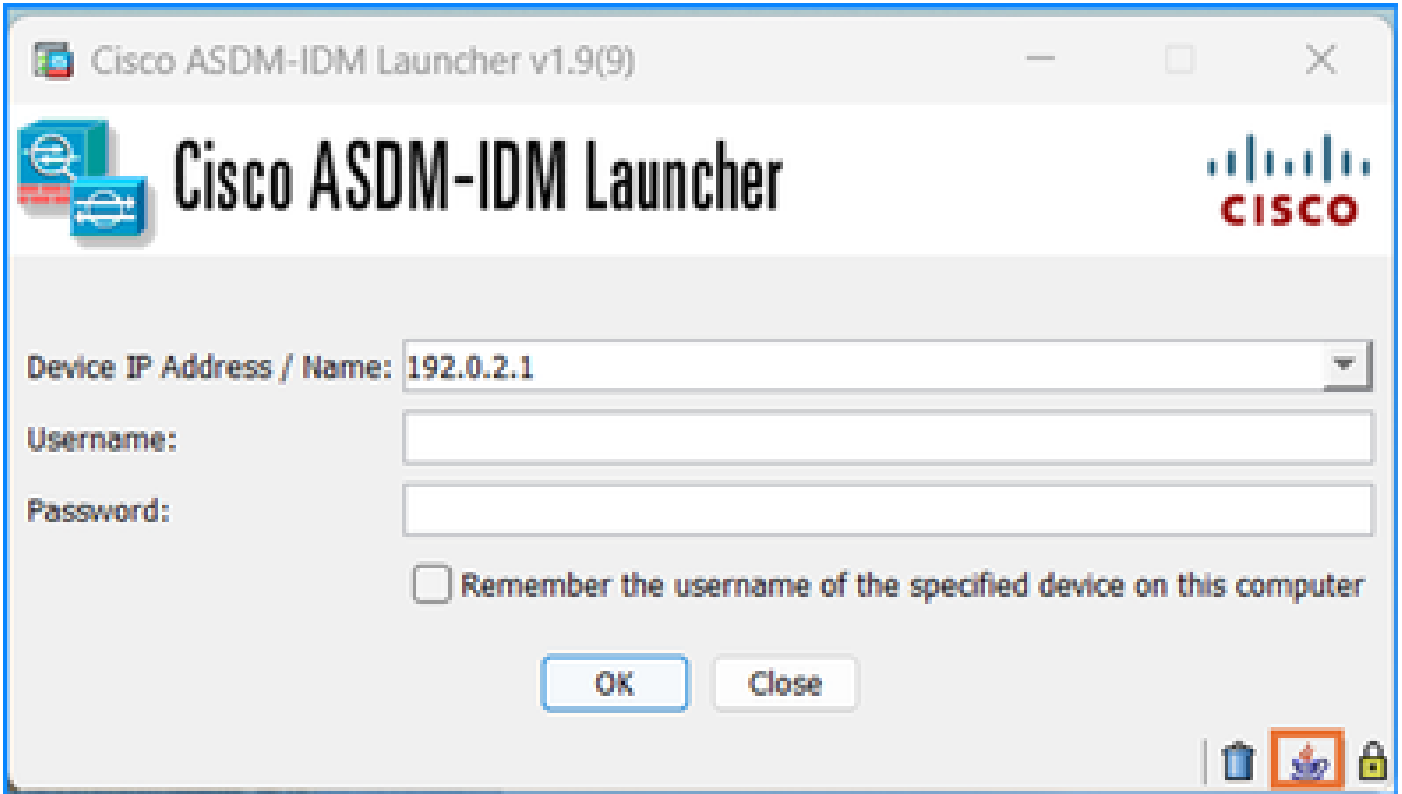 Cisco ASDM-IDM Launcher v1.9(9)
Cisco ASDM-IDM Launcher
CISCO
Device IP Address / Name: 192.0.2.1
Username:
Password:
Remember the username of the specified device on this computer
OK Close